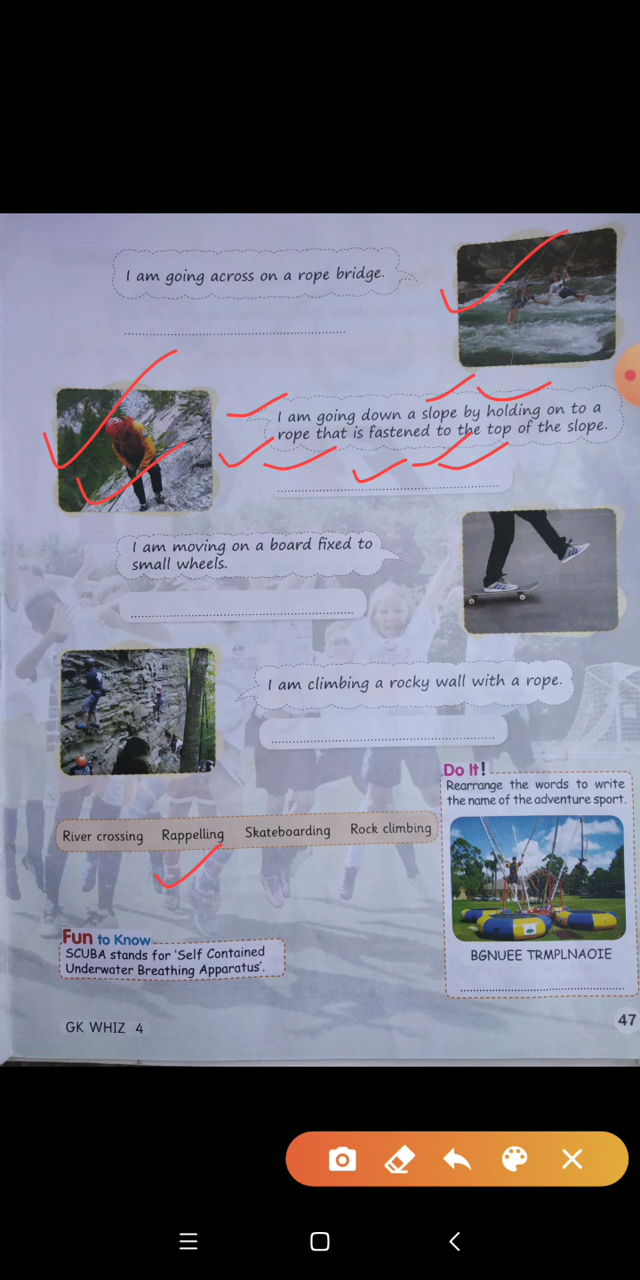 I am going across on a rope bridge.
I am going down a slope by holding on to a
rope that is fastened to the top of the slope.
I am moving on a board fixed to
small wheels.
I am climbing a rocky wall with a rope.
River crossing Rappelling Skateboarding Rock climbing
Do It!
Rearrange the words to write
the name of the adventure sport.
BGNUEE TRMPLNAOIE
Fun to Know
SCUBA stands for 'Self Contained
Underwater Breathing Apparatus'.
GK WHIZ 4
47